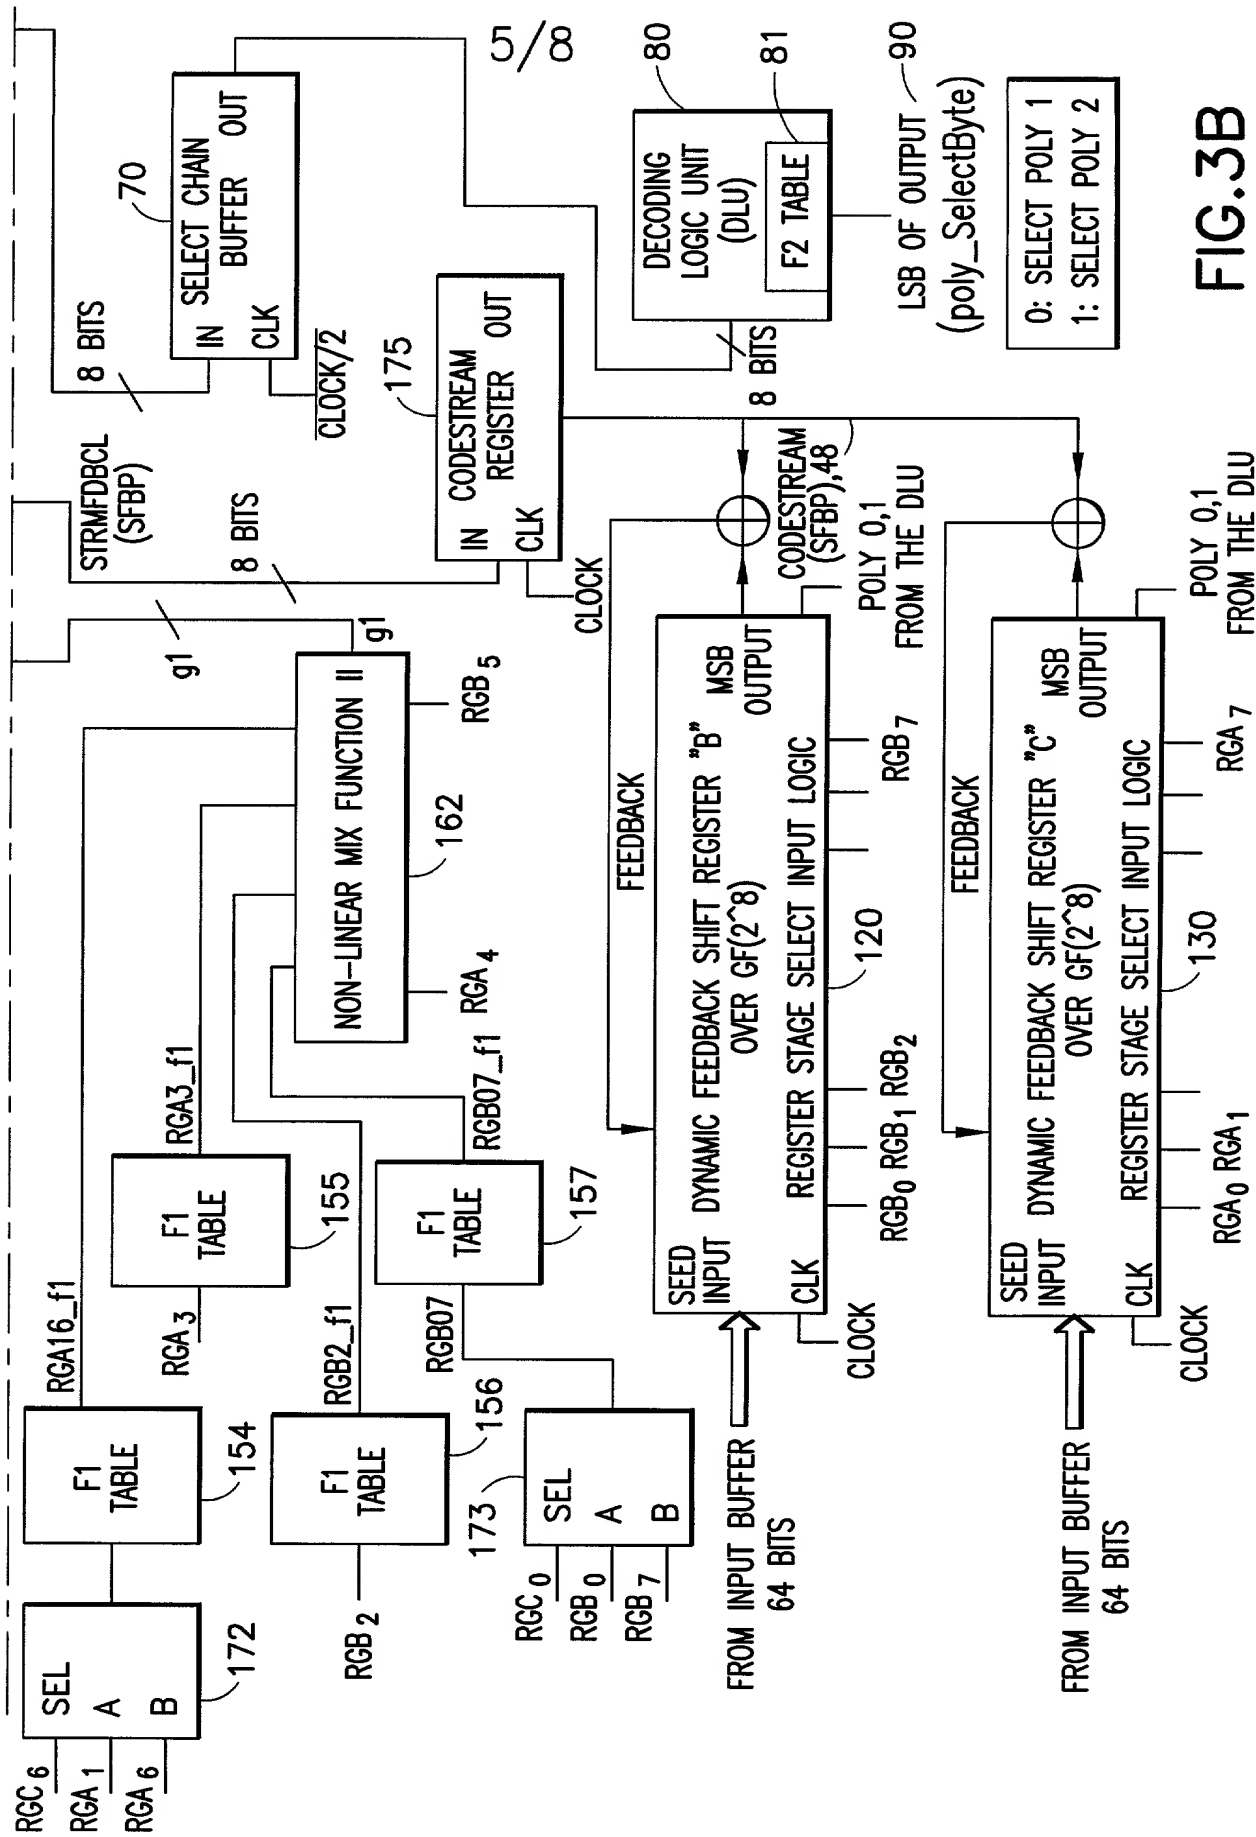 5/8
RGC6
RGA1
RGA6
SEL
A
B
172
F1
TABLE
154
RGA16_f1
RGA3
F1
TABLE
155
RGA3_f1
RGB2
F1
TABLE
156
RGB2_f1
RGC0
RGB0
RGB7
SEL
A
B
173
RGB07
F1
TABLE
157
RGB07_f1
NON-LINEAR MIX FUNCTION II
162
RGA4
RGB5
g1
g1
STRMFDBCL
(SFBP)
8 BITS
8 BITS
70
SELECT CHAIN
BUFFER
IN
OUT
CLK
CLOCK/2
175
CODESTREAM
REGISTER
IN
OUT
CLK
CLOCK
80
DECODING
LOGIC UNIT
(DLU)
81
F2 TABLE
8 BITS
90
LSB OF OUTPUT
(poly_SelectByte)
0: SELECT POLY 1
1: SELECT POLY 2
CODESTREAM
(SFBP),48
FEEDBACK
FROM INPUT BUFFER
64 BITS
SEED
INPUT
DYNAMIC FEEDBACK SHIFT REGISTER "B"
OVER GF(2^8)
MSB
OUTPUT
REGISTER STAGE SELECT INPUT LOGIC
CLK
CLOCK
120
RGB0 RGB1 RGB2
RGB7
POLY 0,1
FROM THE DLU
FEEDBACK
FROM INPUT BUFFER
64 BITS
SEED
INPUT
DYNAMIC FEEDBACK SHIFT REGISTER "C"
OVER GF(2^8)
MSB
OUTPUT
REGISTER STAGE SELECT INPUT LOGIC
CLK
CLOCK
130
RGA0 RGA1
RGA7
POLY 0,1
FROM THE DLU
FIG.3B